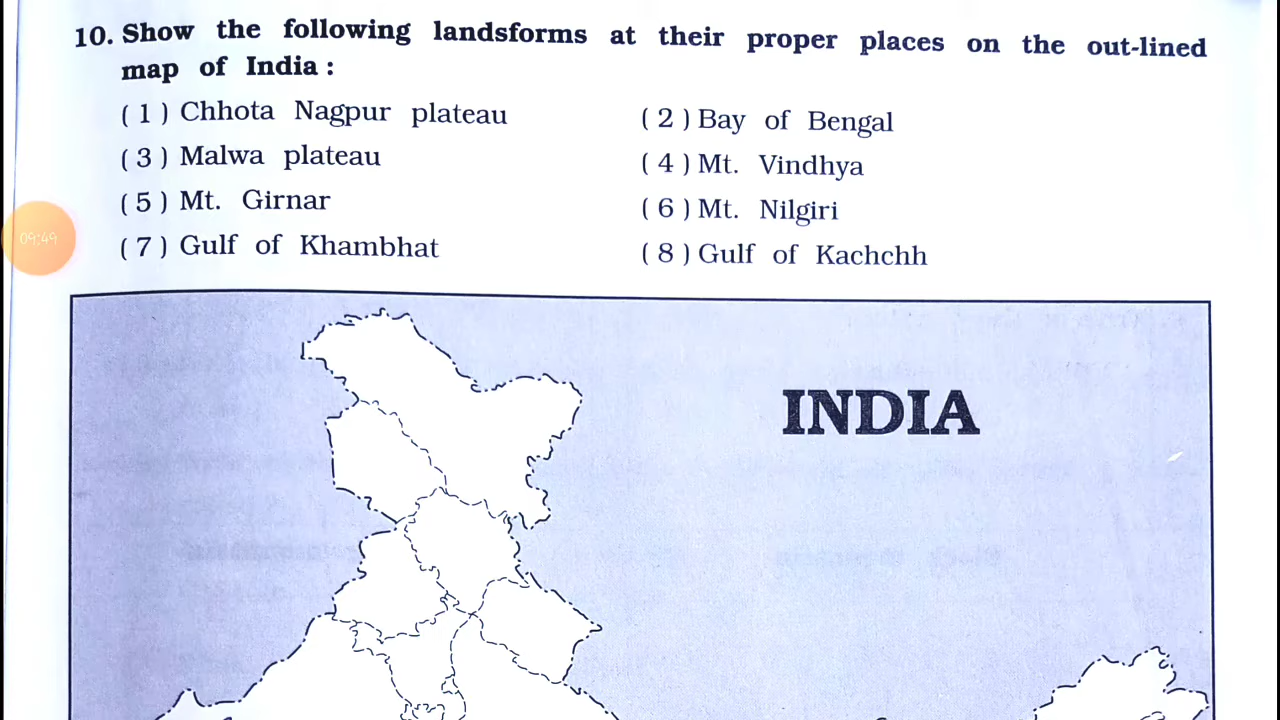 10. Show the following landsforms at their proper places on the out-lined
map of India :
( 1 ) Chhota Nagpur plateau ( 2 ) Bay of Bengal
( 3 ) Malwa plateau ( 4 ) Mt. Vindhya
( 5 ) Mt. Girnar ( 6 ) Mt. Nilgiri
( 7 ) Gulf of Khambhat ( 8 ) Gulf of Kachchh
09:49
INDIA